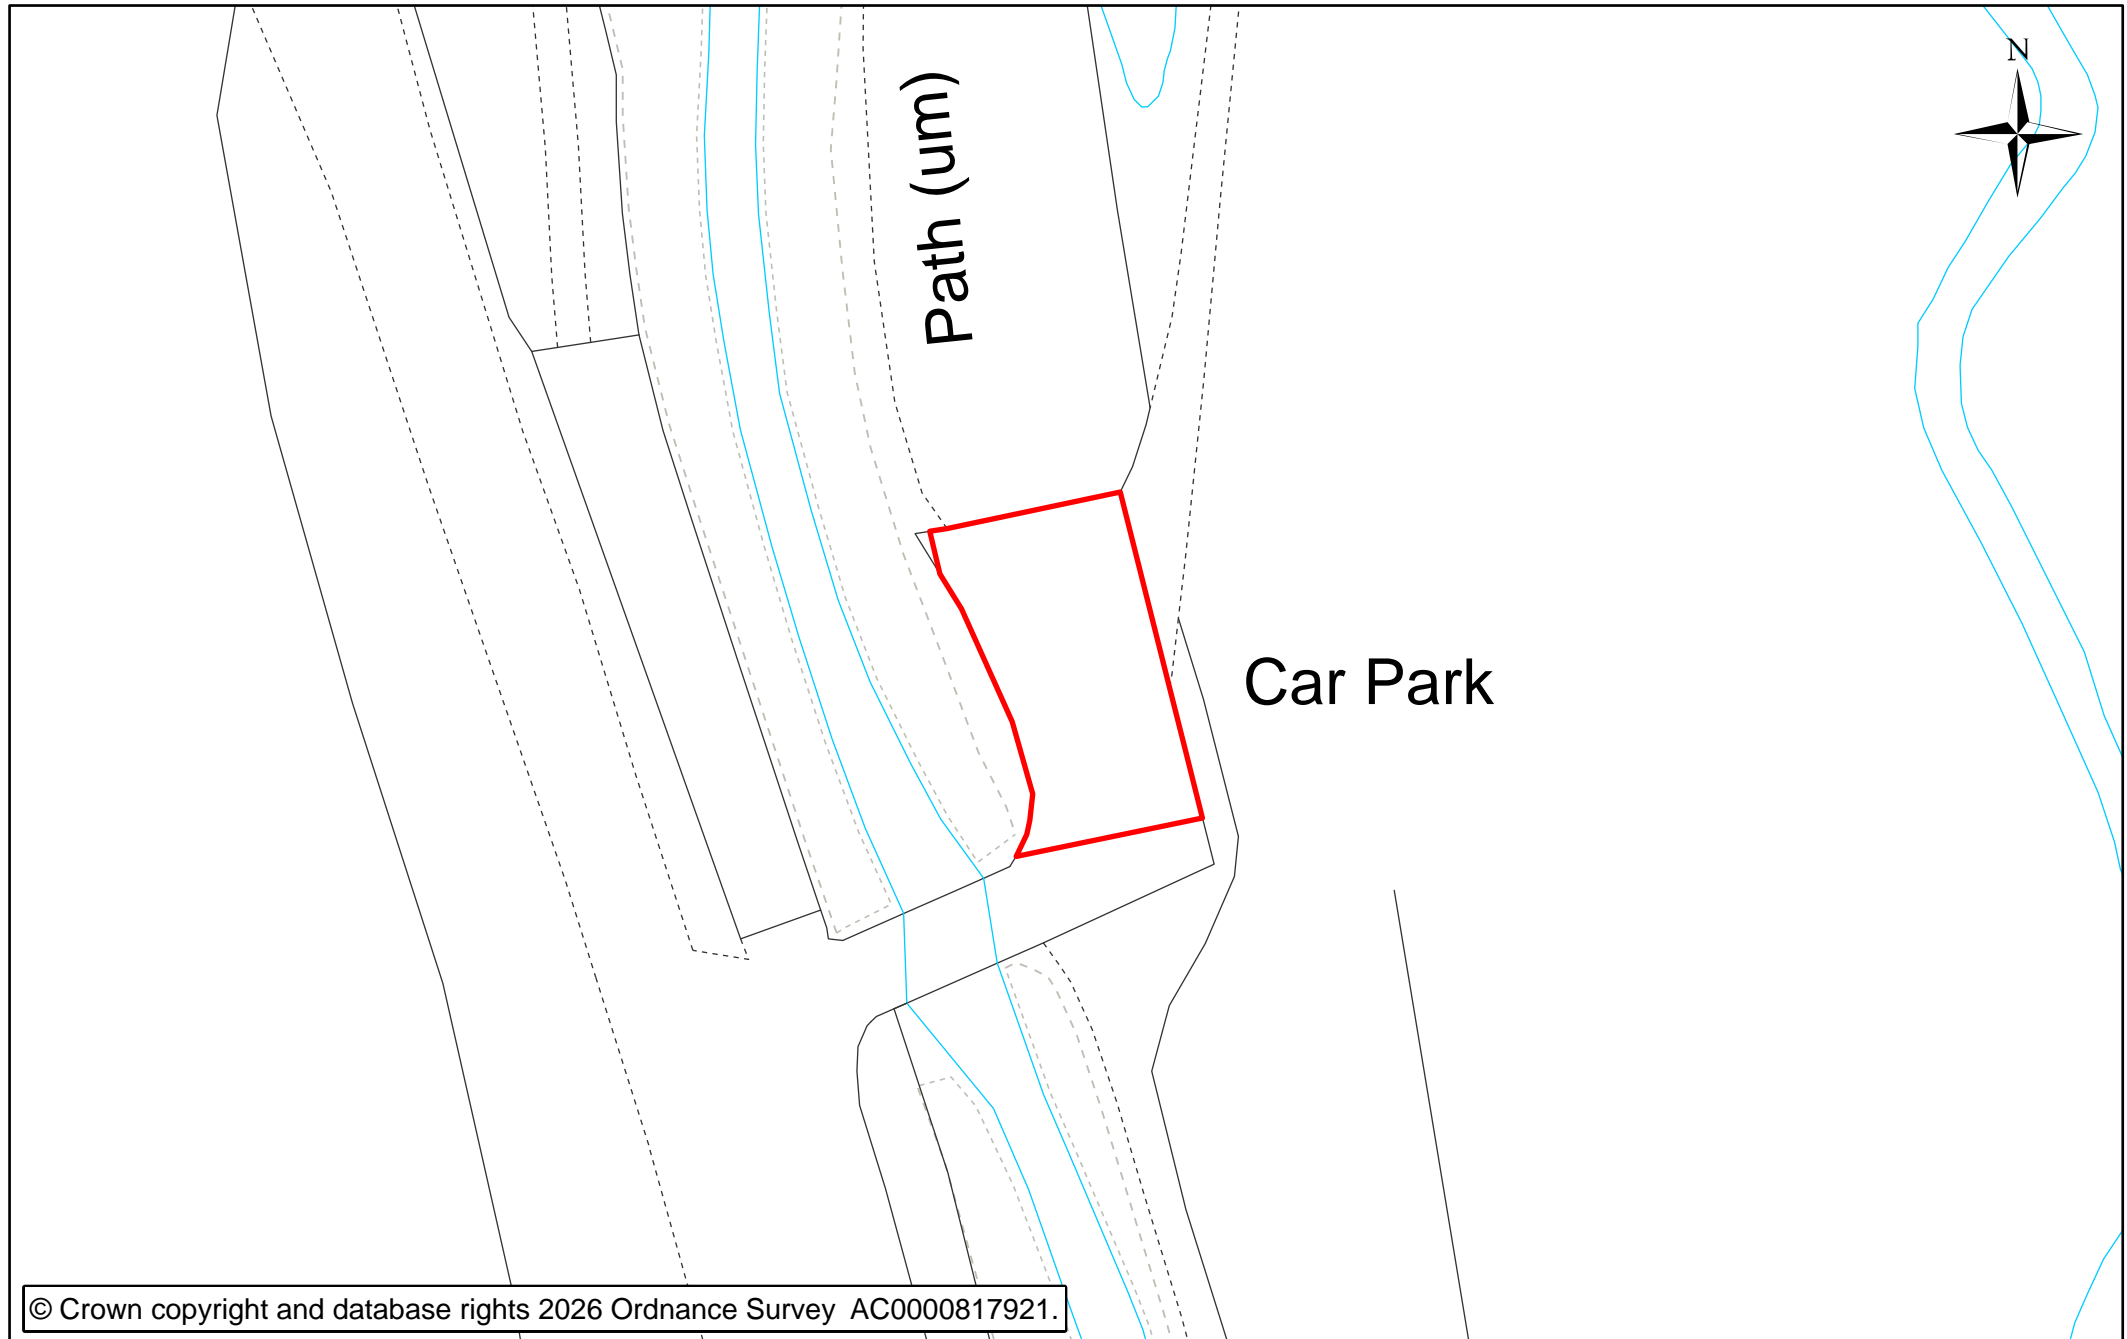 N
Path (um)
Car Park
© Crown copyright and database rights 2026 Ordnance Survey AC0000817921.